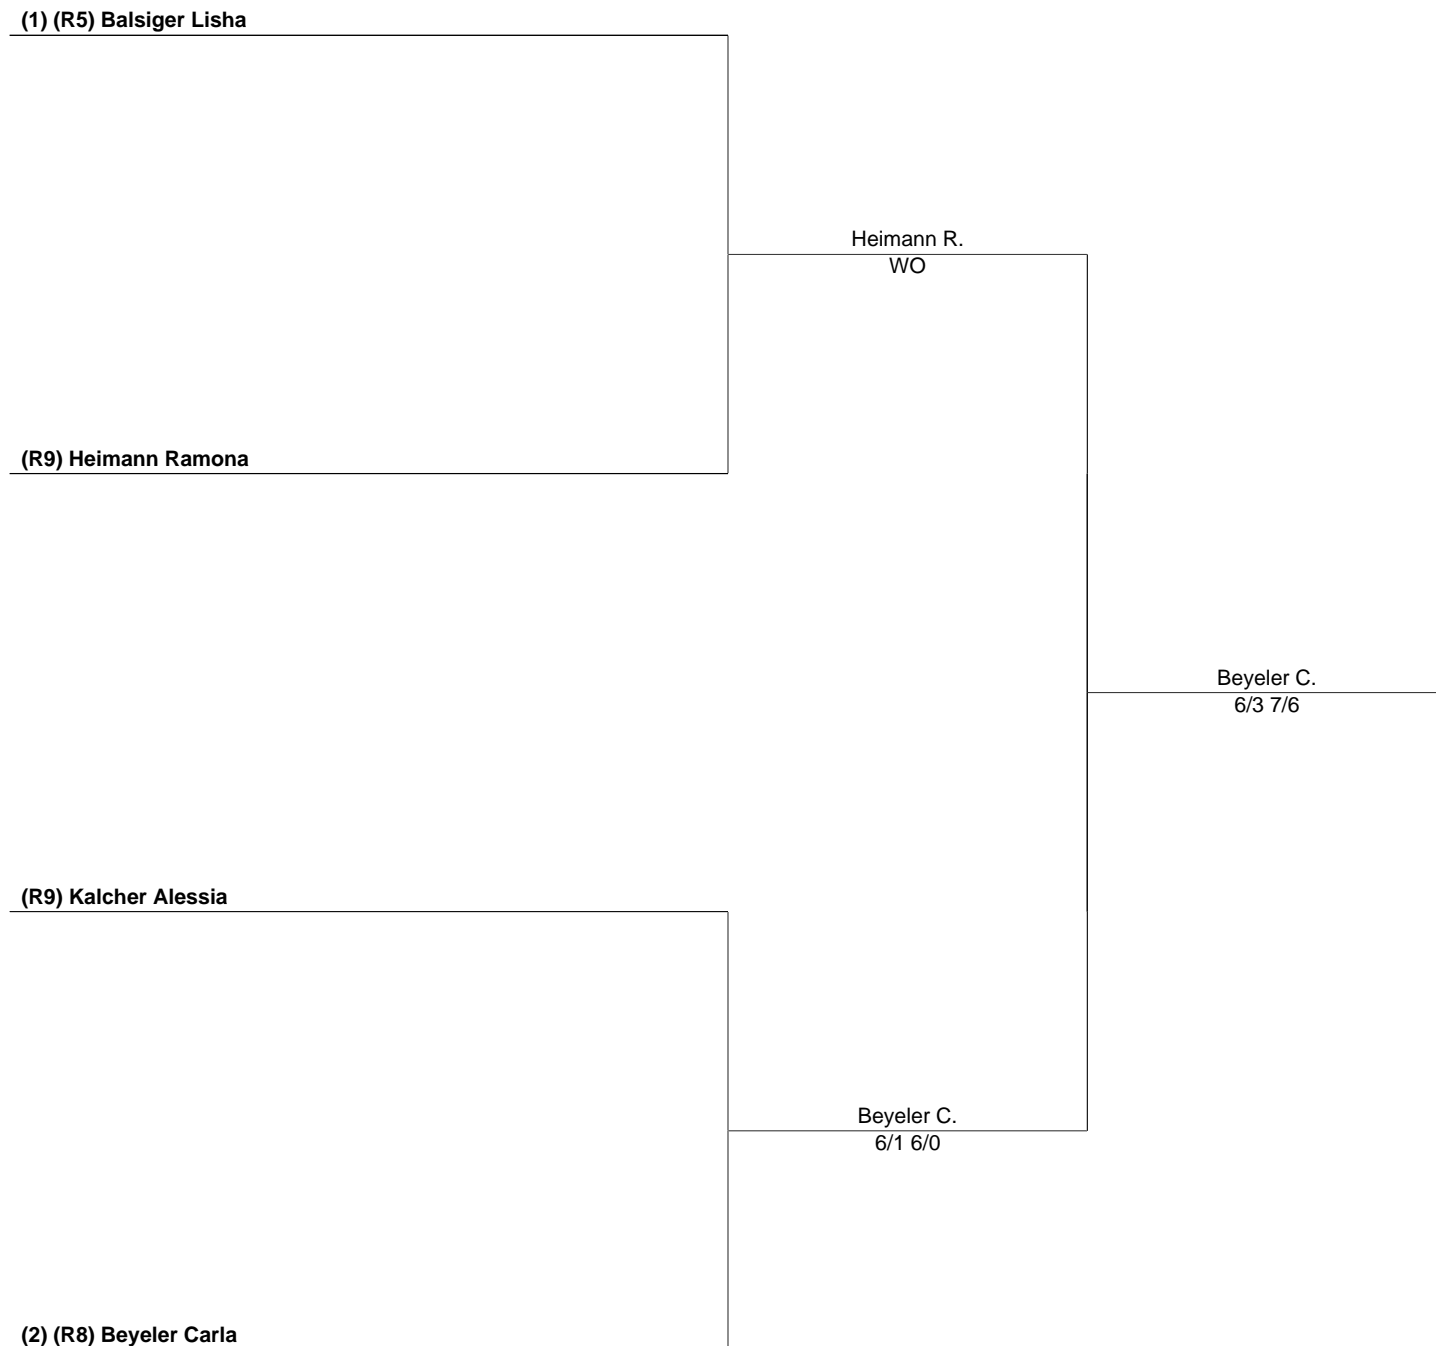 (1) (R5) Balsiger Lisha
Heimann R.
WO
(R9) Heimann Ramona
Beyeler C.
6/3 7/6
(R9) Kalcher Alessia
Beyeler C.
6/1 6/0
(2) (R8) Beyeler Carla